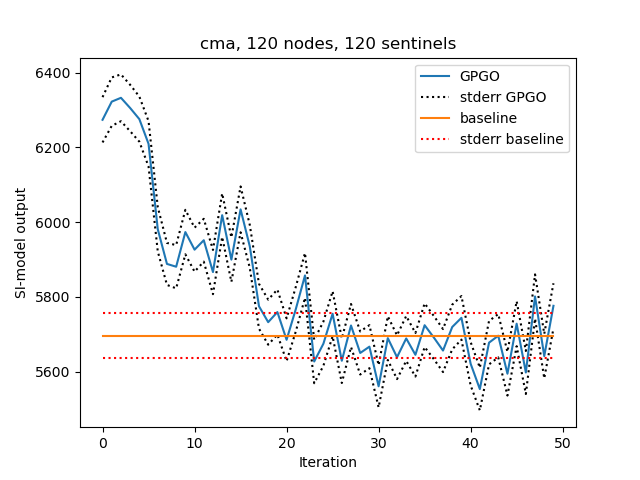 cma, 120 nodes, 120 sentinels
GPGO
stderr GPGO
baseline
stderr baseline
SI-model output
6400
6200
6000
5800
5600
0 10 20 30 40 50
Iteration